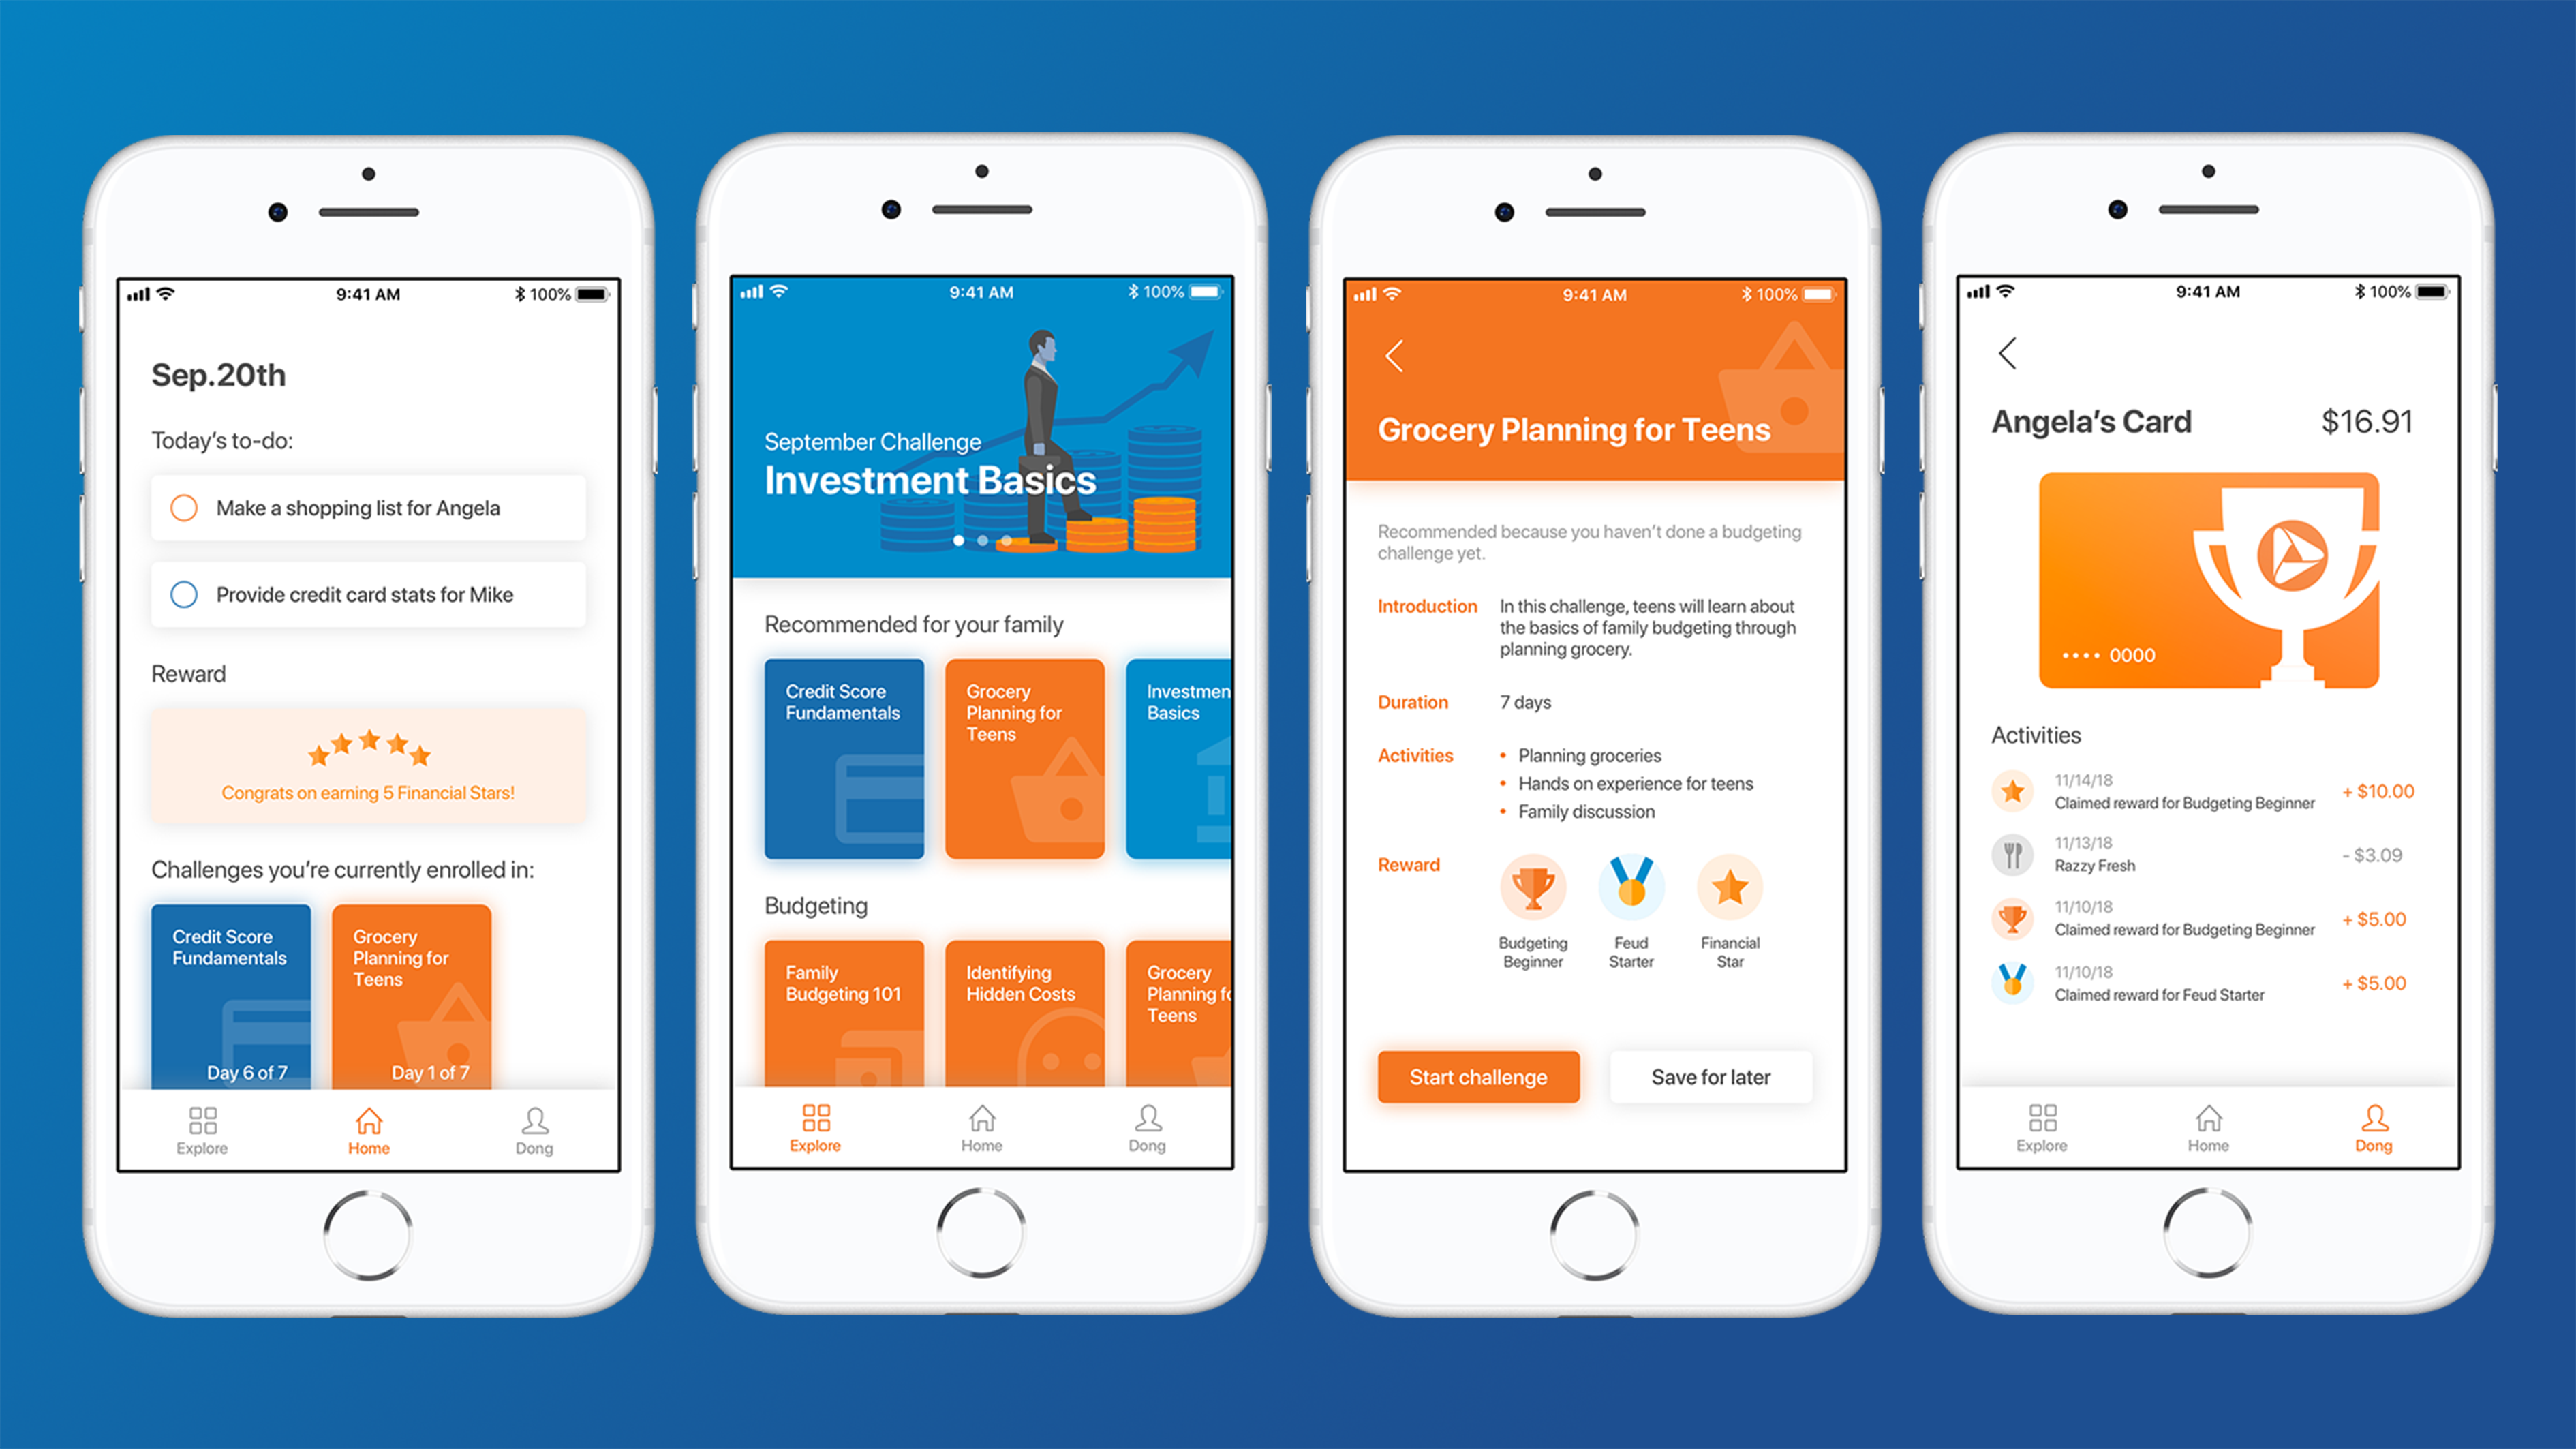 9:41 AM
100%
Sep.20th
Today's to-do:
Make a shopping list for Angela
Provide credit card stats for Mike
Reward
Congrats on earning 5 Financial Stars!
Challenges you're currently enrolled in:
Credit Score
Fundamentals
Day 6 of 7
Grocery
Planning for
Teens
Day 1 of 7
Explore
Home
Dong
9:41 AM
100%
September Challenge
Investment Basics
Recommended for your family
Credit Score
Fundamentals
Grocery
Planning for
Teens
Investmen
Basics
Budgeting
Family
Budgeting 101
Identifying
Hidden Costs
Grocery
Planning fo
Teens
Explore
Home
Dong
9:41 AM
100%
Grocery Planning for Teens
Recommended because you haven't done a budgeting
challenge yet.
Introduction
In this challenge, teens will learn about
the basics of family budgeting through
planning grocery.
Duration
7 days
Activities
• Planning groceries
• Hands on experience for teens
• Family discussion
Reward
Budgeting
Beginner
Feud
Starter
Financial
Star
Start challenge
Save for later
9:41 AM
100%
Angela's Card
$16.91
•••• 0000
Activities
11/14/18
Claimed reward for Budgeting Beginner
+ $10.00
11/13/18
Razzy Fresh
- $3.09
11/10/18
Claimed reward for Budgeting Beginner
+ $5.00
11/10/18
Claimed reward for Feud Starter
+ $5.00
Explore
Home
Dong